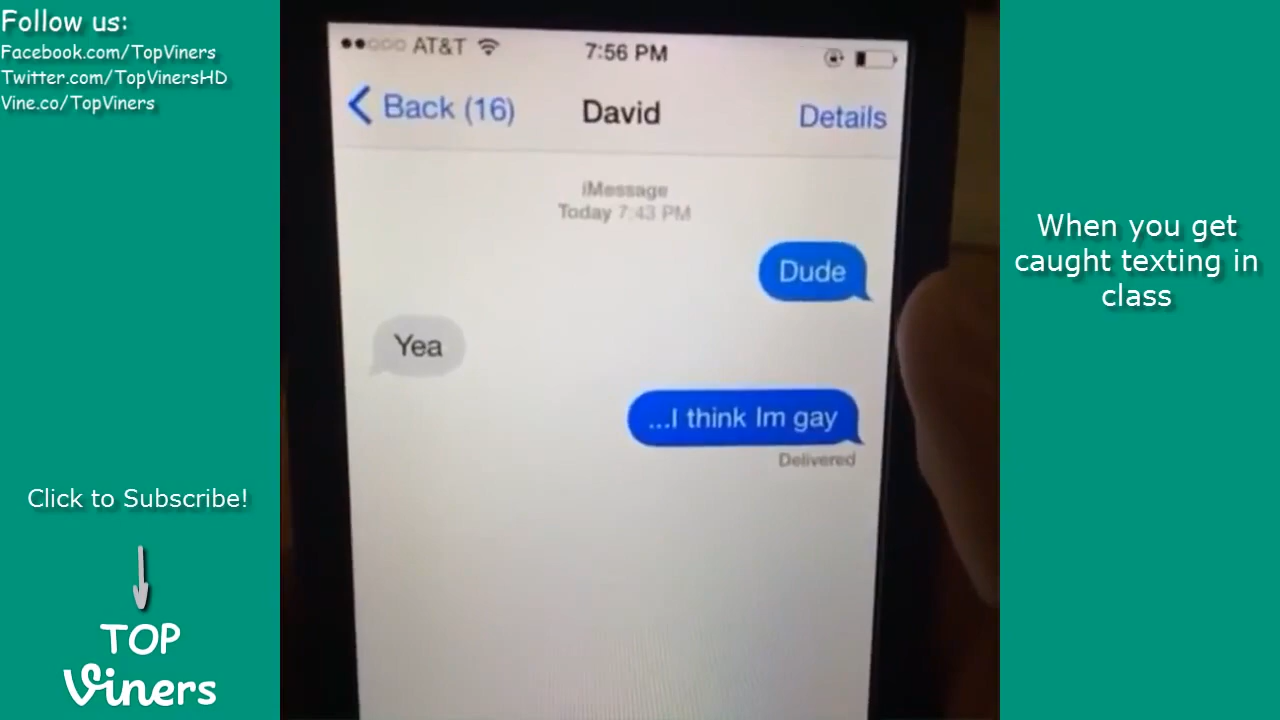 Follow us:
Facebook.com/TopViners
Twitter.com/TopVinersHD
Vine.co/TopViners
AT&T
7:56 PM
Back (16)
David
Details
iMessage
Today 7:43 PM
Dude
Yea
...I think Im gay
Delivered
When you get
caught texting in
class
Click to Subscribe!
TOP
Viners